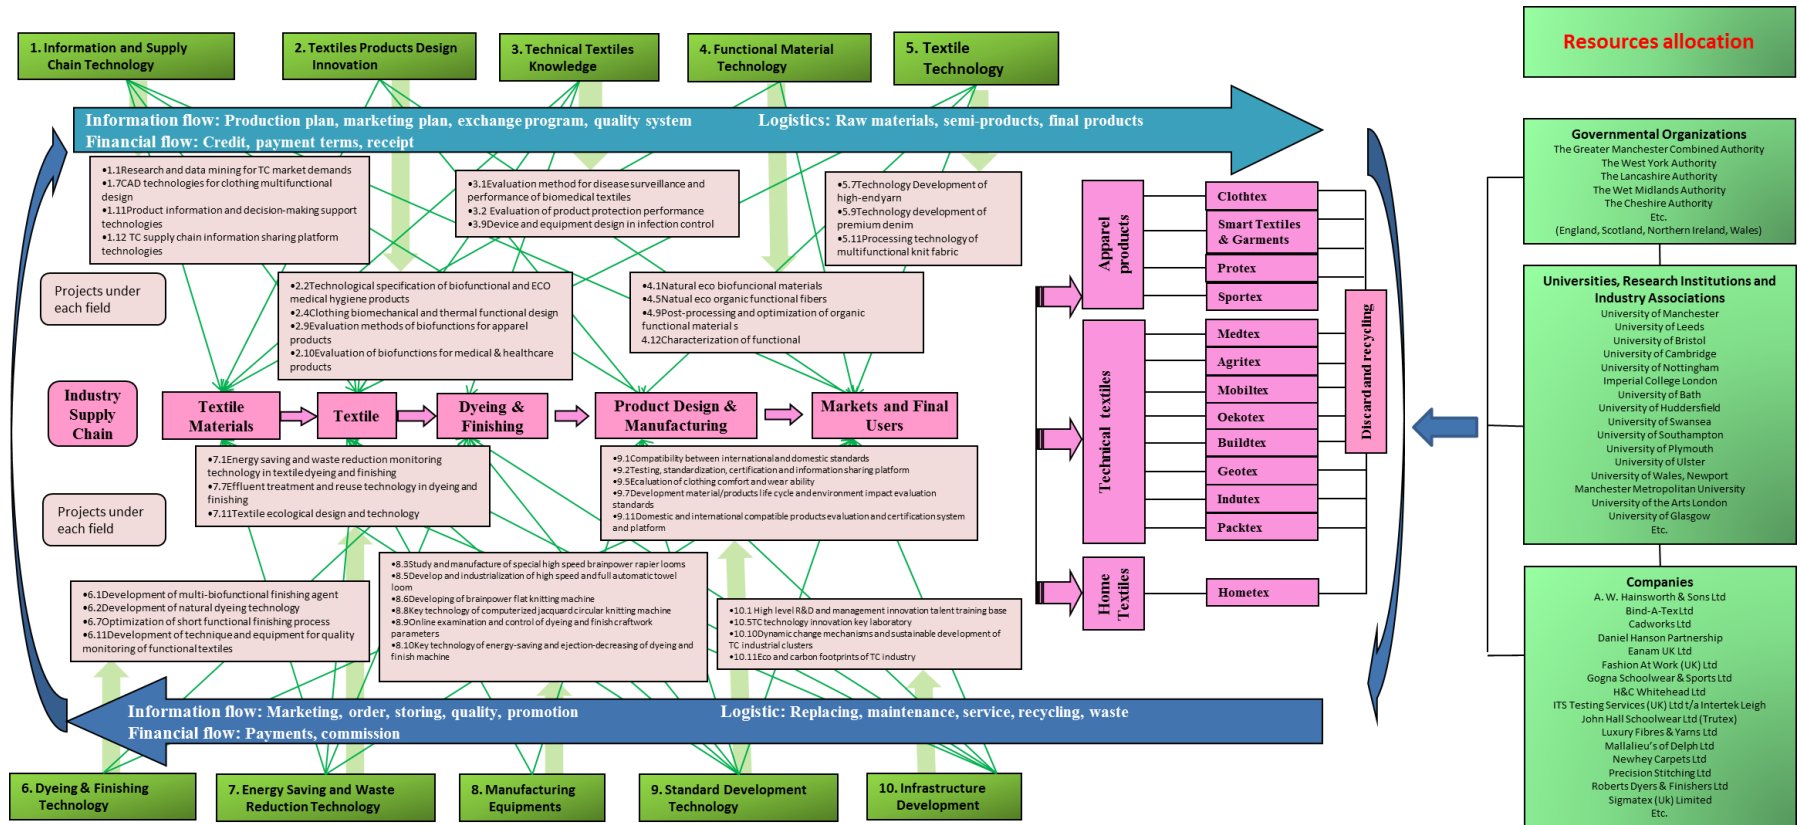 1. Information and Supply
Chain Technology
2. Textiles Products Design
Innovation
3. Technical Textiles
Knowledge
4. Functional Material
Technology
5. Textile
Technology
Resources allocation
Information flow: Production plan, marketing plan, exchange program, quality system
Logistics: Raw materials, semi-products, final products
Financial flow: Credit, payment terms, receipt
•1.1Research and data mining for TC market demands
•1.7CAD technologies for clothing multifunctional
design
•1.11Product information and decision-making support
technologies
•1.12 TC supply chain information sharing platform
technologies
•3.1Evaluation method for disease surveillance and
performance of biomedical textiles
•3.2 Evaluation of product protection performance
•3.9Device and equipment design in infection control
•5.7Technology Development of
high-end yarn
•5.9Technology development of
premium denim
•5.11Processing technology of
multifunctional knit fabric
Projects under
each field
•2.2Technological specification of biofunctional and ECO
medical hygiene products
•2.4Clothing biomechanical and thermal functional design
•2.9Evaluation methods of biofunctions for apparel
products
•2.10Evaluation of biofunctions for medical & healthcare
products
•4.1Natural eco biofuncional materials
•4.5Natual eco organic functional fibers
•4.9Post-processing and optimization of organic
functional material s
4.12Characterization of functional
Industry
Supply
Chain
Textile
Materials
Textile
Dyeing &
Finishing
Product Design &
Manufacturing
Markets and Final
Users
•7.1Energy saving and waste reduction monitoring
technology in textile dyeing and finishing
•7.7Effluent treatment and reuse technology in dyeing and
finishing
•7.11Textile ecological design and technology
•9.1Compatibility between international and domestic standards
•9.2Testing, standardization, certification and information sharing platform
•9.5Ecaluation of clothing comfort and wear ability
•9.7Development material/products life cycle and environment impact evaluation
standards
•9.11Domestic and international compatible products evaluation and certification system
and platform
Projects under
each field
•6.1Development of multi-biofunctional finishing agent
•6.2Development of natural dyeing technology
•6.7Optimization of short functional finishing process
•6.11Development of technique and equipment for quality
monitoring of functional textiles
•8.3Study and manufacture of special high speed brainpower rapier looms
•8.5Develop and industrialization of high speed and full automatic towel
loom
•8.6Developing of brainpower flat knitting machine
•8.8Key technology of computerized jacquard circular knitting machine
•8.9Online examination and control of dyeing and finish craftwork
parameters
•8.10Key technology of energy-saving and ejection-decreasing of dyeing and
finish machine
•10.1 High level R&D and management innovation talent training base
•10.5TC technology innovation key laboratory
•10.10Dynamic change mechanisms and sustainable development of
TC industrial clusters
•10.11Eco and carbon footprints of TC industry
Information flow: Marketing, order, storing, quality, promotion
Logistic: Replacing, maintenance, service, recycling, waste
Financial flow: Payments, commission
6. Dyeing & Finishing
Technology
7. Energy Saving and Waste
Reduction Technology
8. Manufacturing
Equipments
9. Standard Development
Technology
10. Infrastructure
Development
Apparel
products
Clothtex
Smart Textiles
& Garments
Protex
Sportex
Technical textiles
Medtex
Agritex
Mobiltex
Oekotex
Buildtex
Geotex
Indutex
Packtex
Home
Textiles
Hometex
Discard and recycling
Governmental Organizations
The Greater Manchester Combined Authority
The West York Authority
The Lancashire Authority
The Wet Midlands Authority
The Cheshire Authority
Etc.
(England, Scotland, Northern Ireland, Wales)
Universities, Research Institutions and
Industry Associations
University of Manchester
University of Leeds
University of Bristol
University of Cambridge
University of Nottingham
Imperial College London
University of Bath
University of Huddersfield
University of Swansea
University of Southampton
University of Plymouth
University of Ulster
University of Wales, Newport
Manchester Metropolitan University
University of the Arts London
University of Glasgow
Etc.
Companies
A. W. Hainsworth & Sons Ltd
Bind-A-Tex Ltd
Cadworks Ltd
Daniel Hanson Partnership
Eanam UK Ltd
Fashion At Work (UK) Ltd
Gogna Schoolwear & Sports Ltd
H&C Whitehead Ltd
ITS Testing Services (UK) Ltd t/a Intertek Leigh
John Hall Schoolwear Ltd (Trutex)
Luxury Fibres & Yarns Ltd
Mallalieu's of Delph Ltd
Newhey Carpets Ltd
Precision Stitching Ltd
Roberts Dyers & Finishers Ltd
Sigmatex (Uk) Limited
Etc.